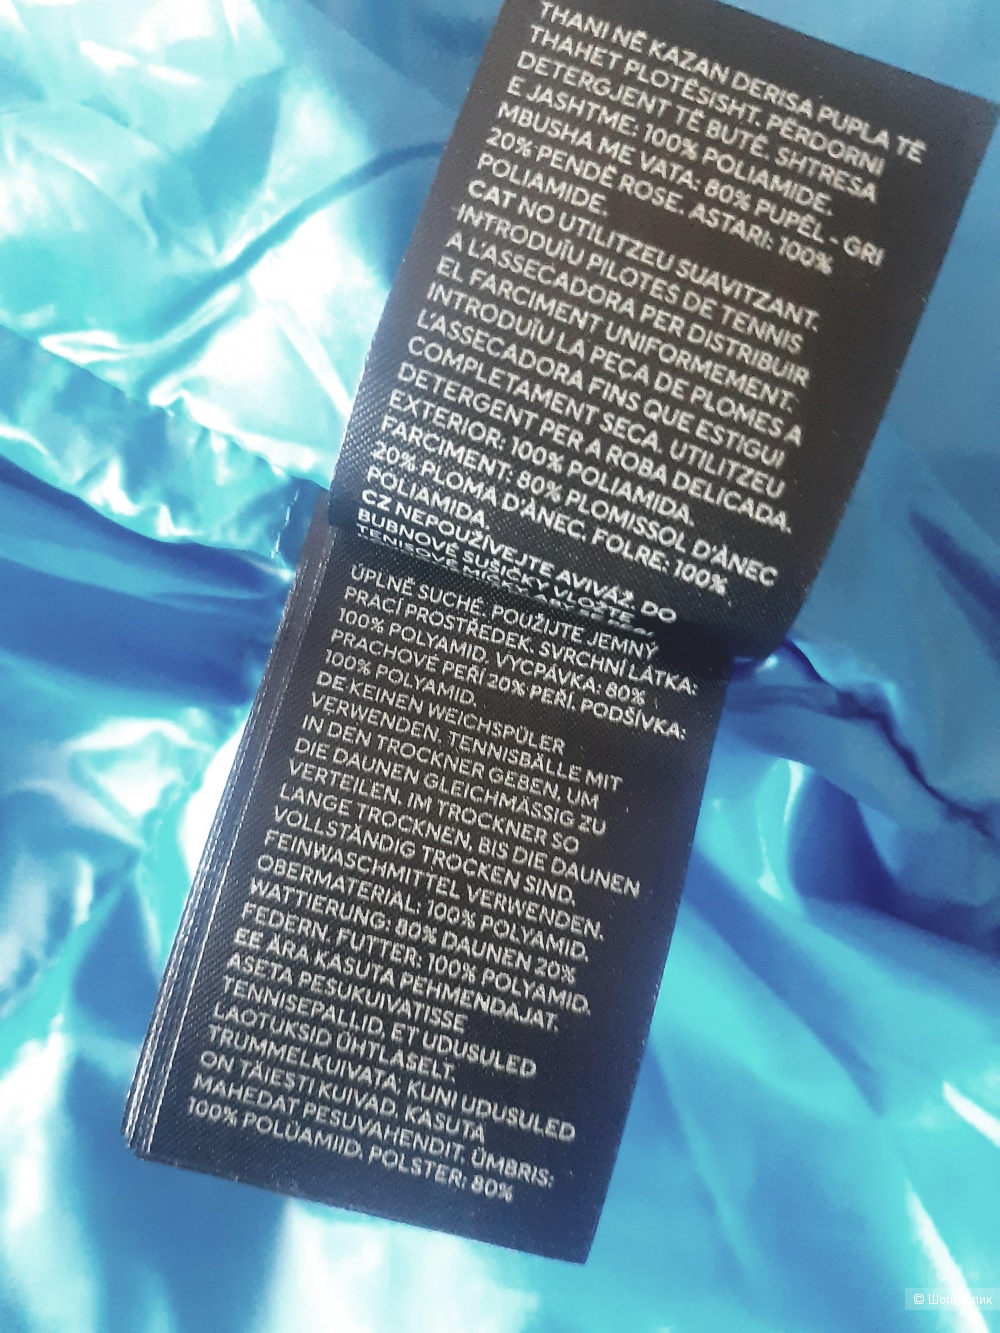 THANI NË KAZAN DERISA PUPLA TË
THAHET PLOTËSISHT. PËRDORNI
DETERGJENT TË BUTË. SHTRESA
E JASHTME: 100% POLIAMIDE.
MBUSHA ME VATA: 80% PUPËL - GRI
20% PENDË ROSE. ASTARI: 100%
POLIAMIDE.
CAT NO UTILITZEU SUAVITZANT.
INTRODUÏU PILOTES DE TENNIS
A L'ASSECADORA PER DISTRIBUIR
EL FARCIMENT UNIFORMEMENT.
INTRODUÏU LA PEÇA DE PLOMES A
L'ASSECADORA FINS QUE ESTIGUI
COMPLETAMENT SECA. UTILITZEU
DETERGENT PER A ROBA DELICADA.
EXTERIOR: 100% POLIAMIDA.
FARCIMENT: 80% PLOMISSOL D'ÀNEC
20% PLOMA D'ÀNEC. FOLRE: 100%
POLIAMIDA.
CZ NEPOUŽÍVEJTE AVIVÁŽ. DO
BUBNOVÉ SUŠIČKY VLOŽTE
TENISOVÉ MÍČKY
ÚPLNĚ SUCHÉ. POUŽIJTE JEMNÝ
PRACÍ PROSTŘEDEK. SVRCHNÍ LÁTKA:
100% POLYAMID. VYCPÁVKA: 80%
PRACHOVÉ PEŘÍ 20% PEŘÍ. PODŠÍVKA:
100% POLYAMID.
DE KEINEN WEICHSPÜLER
VERWENDEN. TENNISBÄLLE MIT
IN DEN TROCKNER GEBEN, UM
DIE DAUNEN GLEICHMÄSSIG ZU
VERTEILEN. IM TROCKNER SO
LANGE TROCKNEN, BIS DIE DAUNEN
VOLLSTÄNDIG TROCKEN SIND.
FEINWASCHMITTEL VERWENDEN.
OBERMATERIAL: 100% POLYAMID.
WATTIERUNG: 80% DAUNEN 20%
FEDERN. FUTTER: 100% POLYAMID.
EE ÄRA KASUTA PEHMENDAJAT.
ASETA PESUKUIVATISSE
TENNISEPALLID, ET UDUSULED
LAOTUKSID ÜHTLASELT.
TRUMMELKUIVATA, KUNI UDUSULED
ON TÄIESTI KUIVAD. KASUTA
MAHEDAT PESUVAHENDIT. ÜMBRIS:
100% POLÜAMIID. POLSTER: 80%